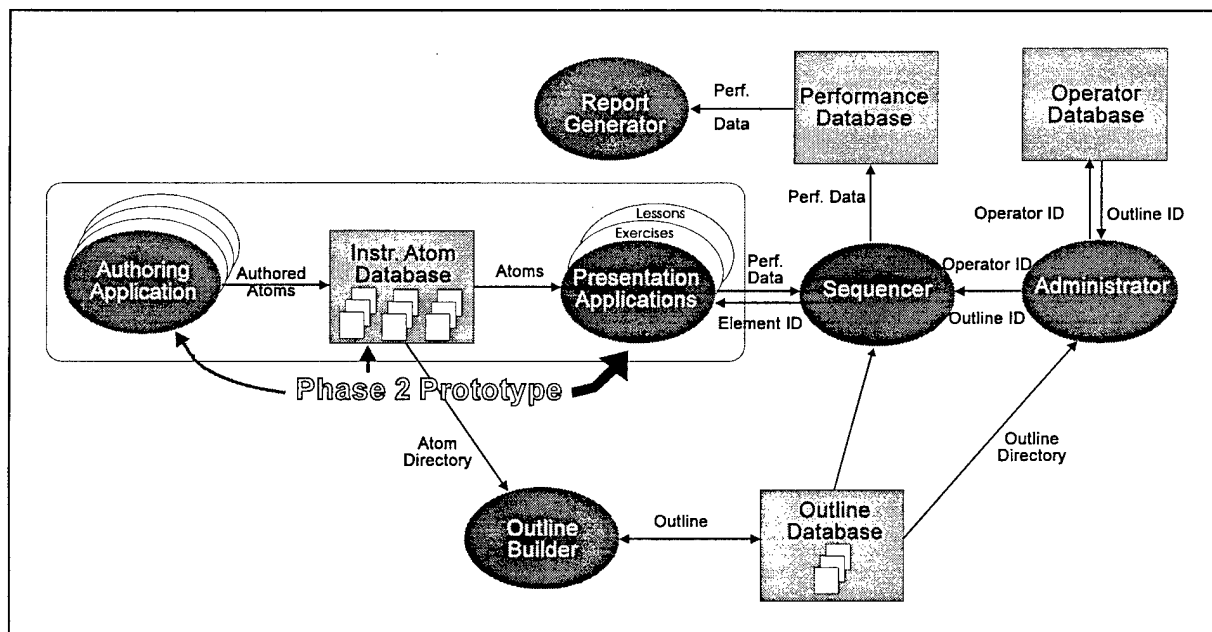 Report
Generator
Perf.
Data
Performance
Database
Operator
Database
Perf. Data
Operator ID
Outline ID
Lessons
Exercises
Authoring
Application
Authored
Atoms
Instr. Atom
Database
Atoms
Presentation
Applications
Perf.
Data
Element ID
Sequencer
Operator ID
Outline ID
Administrator
Phase 2 Prototype
Atom
Directory
Outline
Directory
Outline
Builder
Outline
Outline
Database